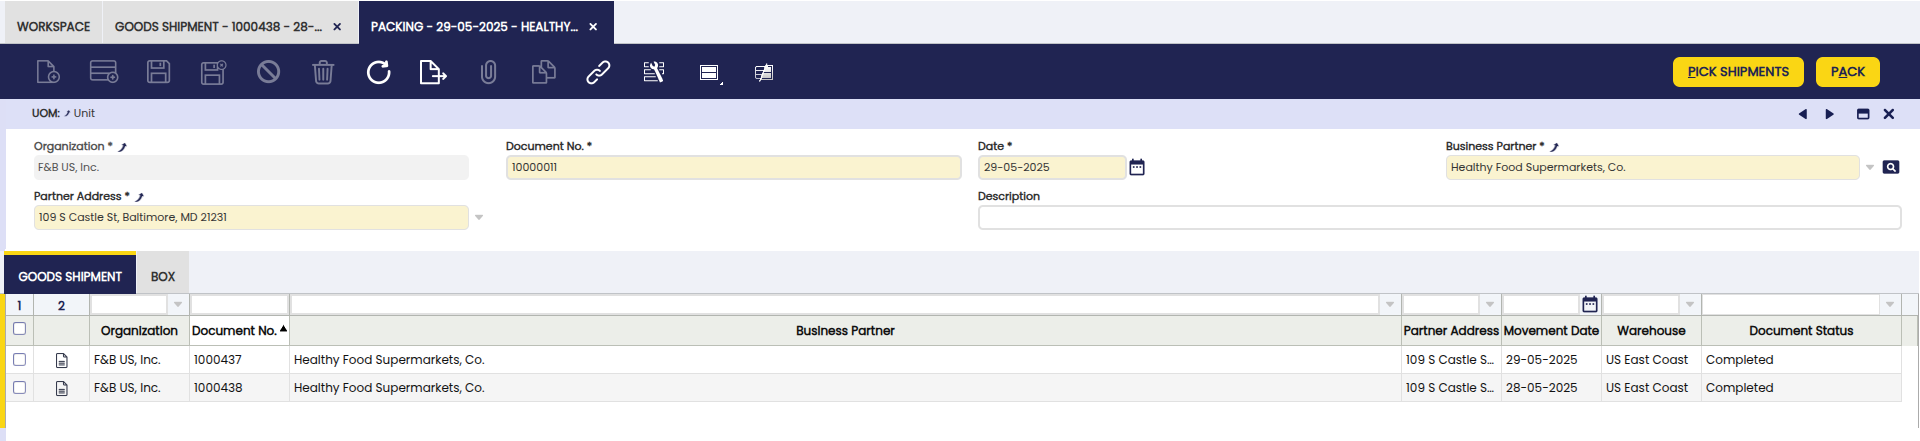 WORKSPACE GOODS SHIPMENT - 1000438 - 28-... × PACKING - 29-05-2025 - HEALTHY... ×
PICK SHIPMENTS PACK
UOM: Unit
Organization * Document No. * Date * Business Partner *
F&B US, Inc. 10000011 29-05-2025 Healthy Food Supermarkets, Co.
Partner Address * Description
109 S Castle St, Baltimore, MD 21231
GOODS SHIPMENT BOX
1 2
Organization Document No. Business Partner Partner Address Movement Date Warehouse Document Status
F&B US, Inc. 1000437 Healthy Food Supermarkets, Co. 109 S Castle S... 29-05-2025 US East Coast Completed
F&B US, Inc. 1000438 Healthy Food Supermarkets, Co. 109 S Castle S... 28-05-2025 US East Coast Completed